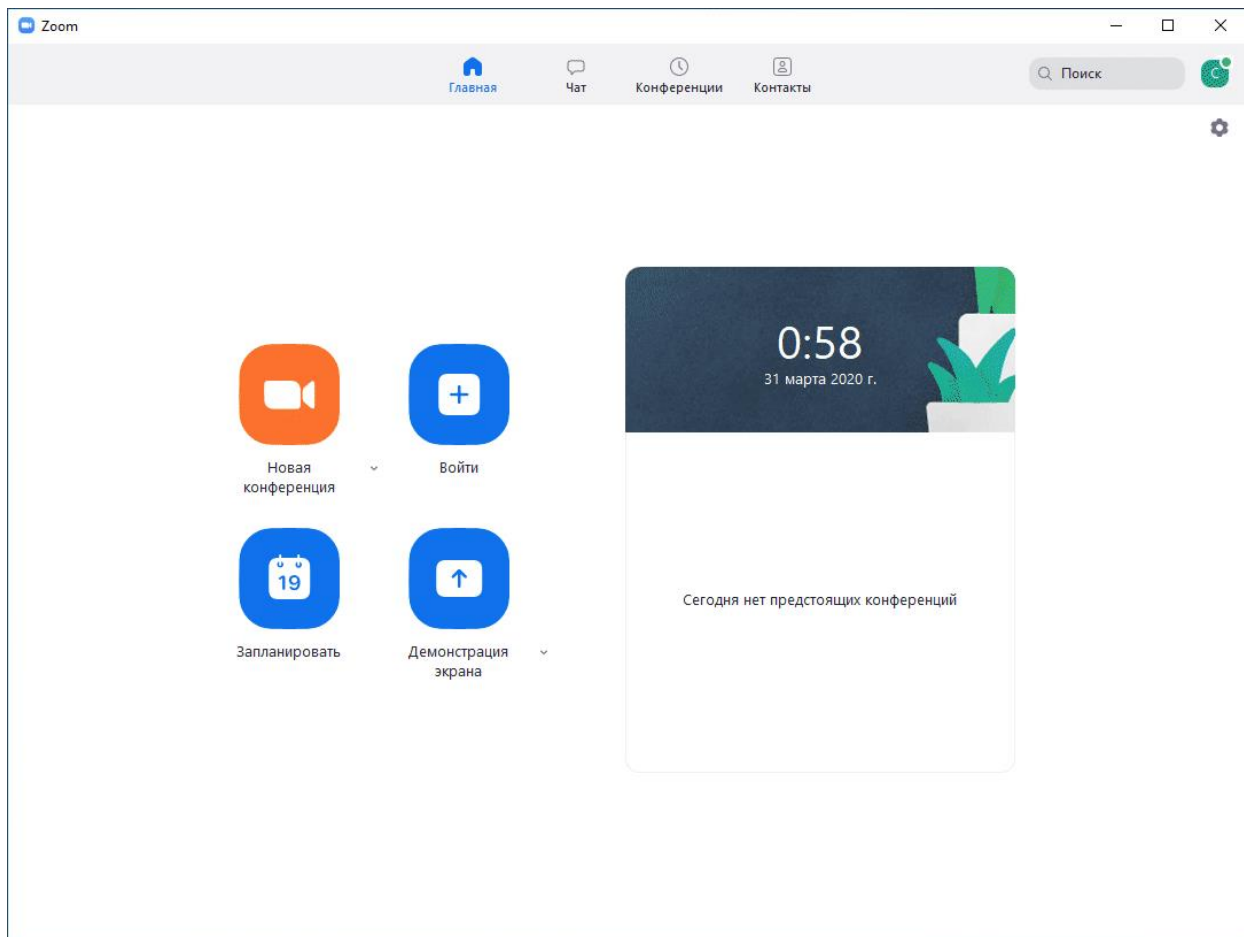 Zoom
Главная
Чат
Конференции
Контакты
Поиск
С
0:58
31 марта 2020 г.
Новая
конференция
Войти
19
Запланировать
Демонстрация
экрана
Сегодня нет предстоящих конференций